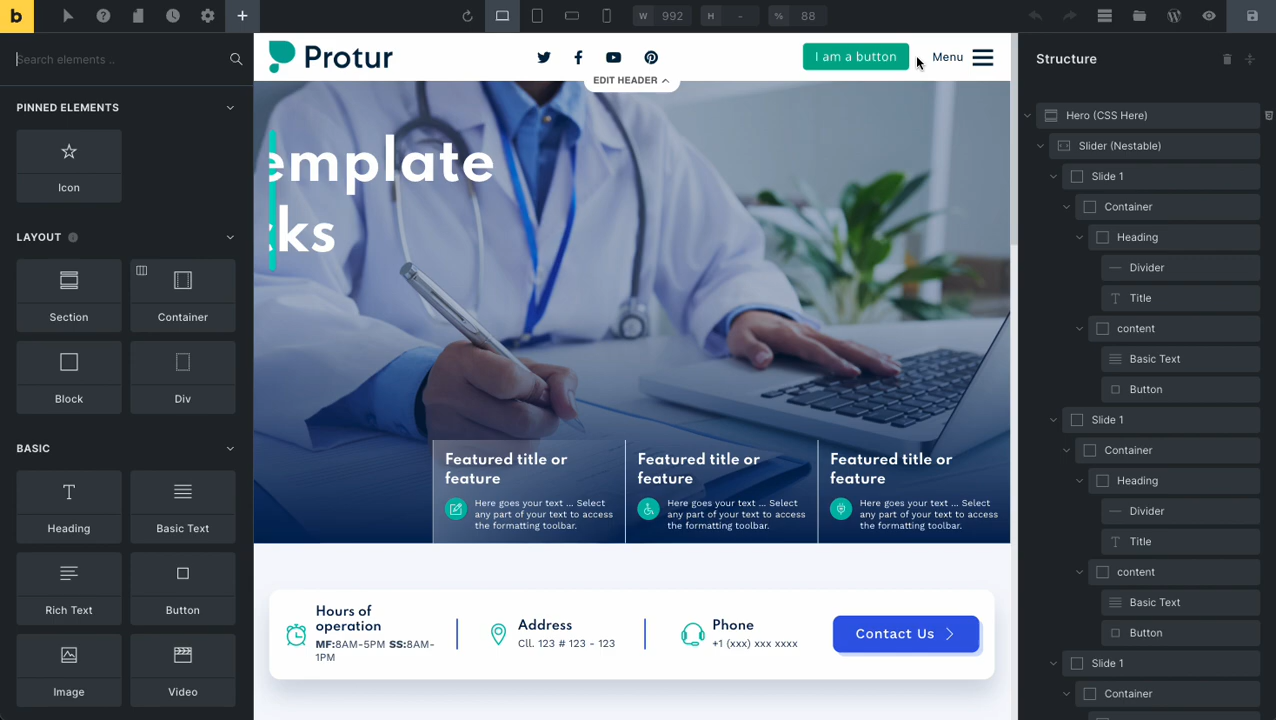 b
W 992 H - % 88
Search elements ..
PINNED ELEMENTS
Icon
LAYOUT
Section
Container
Block
Div
BASIC
Heading
Basic Text
Rich Text
Button
Image
Video
Protur
I am a button
Menu
EDIT HEADER
emplate
ks
Featured title or
feature
Here goes your text ... Select
any part of your text to access
the formatting toolbar.
Featured title or
feature
Here goes your text ... Select
any part of your text to access
the formatting toolbar.
Featured title or
feature
Here goes your text ... Select
any part of your text to access
the formatting toolbar.
Hours of
operation
MF:8AM-5PM SS:8AM-
1PM
Address
Cll. 123 # 123 - 123
Phone
+1 (xxx) xxx xxxx
Contact Us
Structure
Hero (CSS Here)
Slider (Nestable)
Slide 1
Container
Heading
Divider
Title
content
Basic Text
Button
Slide 1
Container
Heading
Divider
Title
content
Basic Text
Button
Slide 1
Container